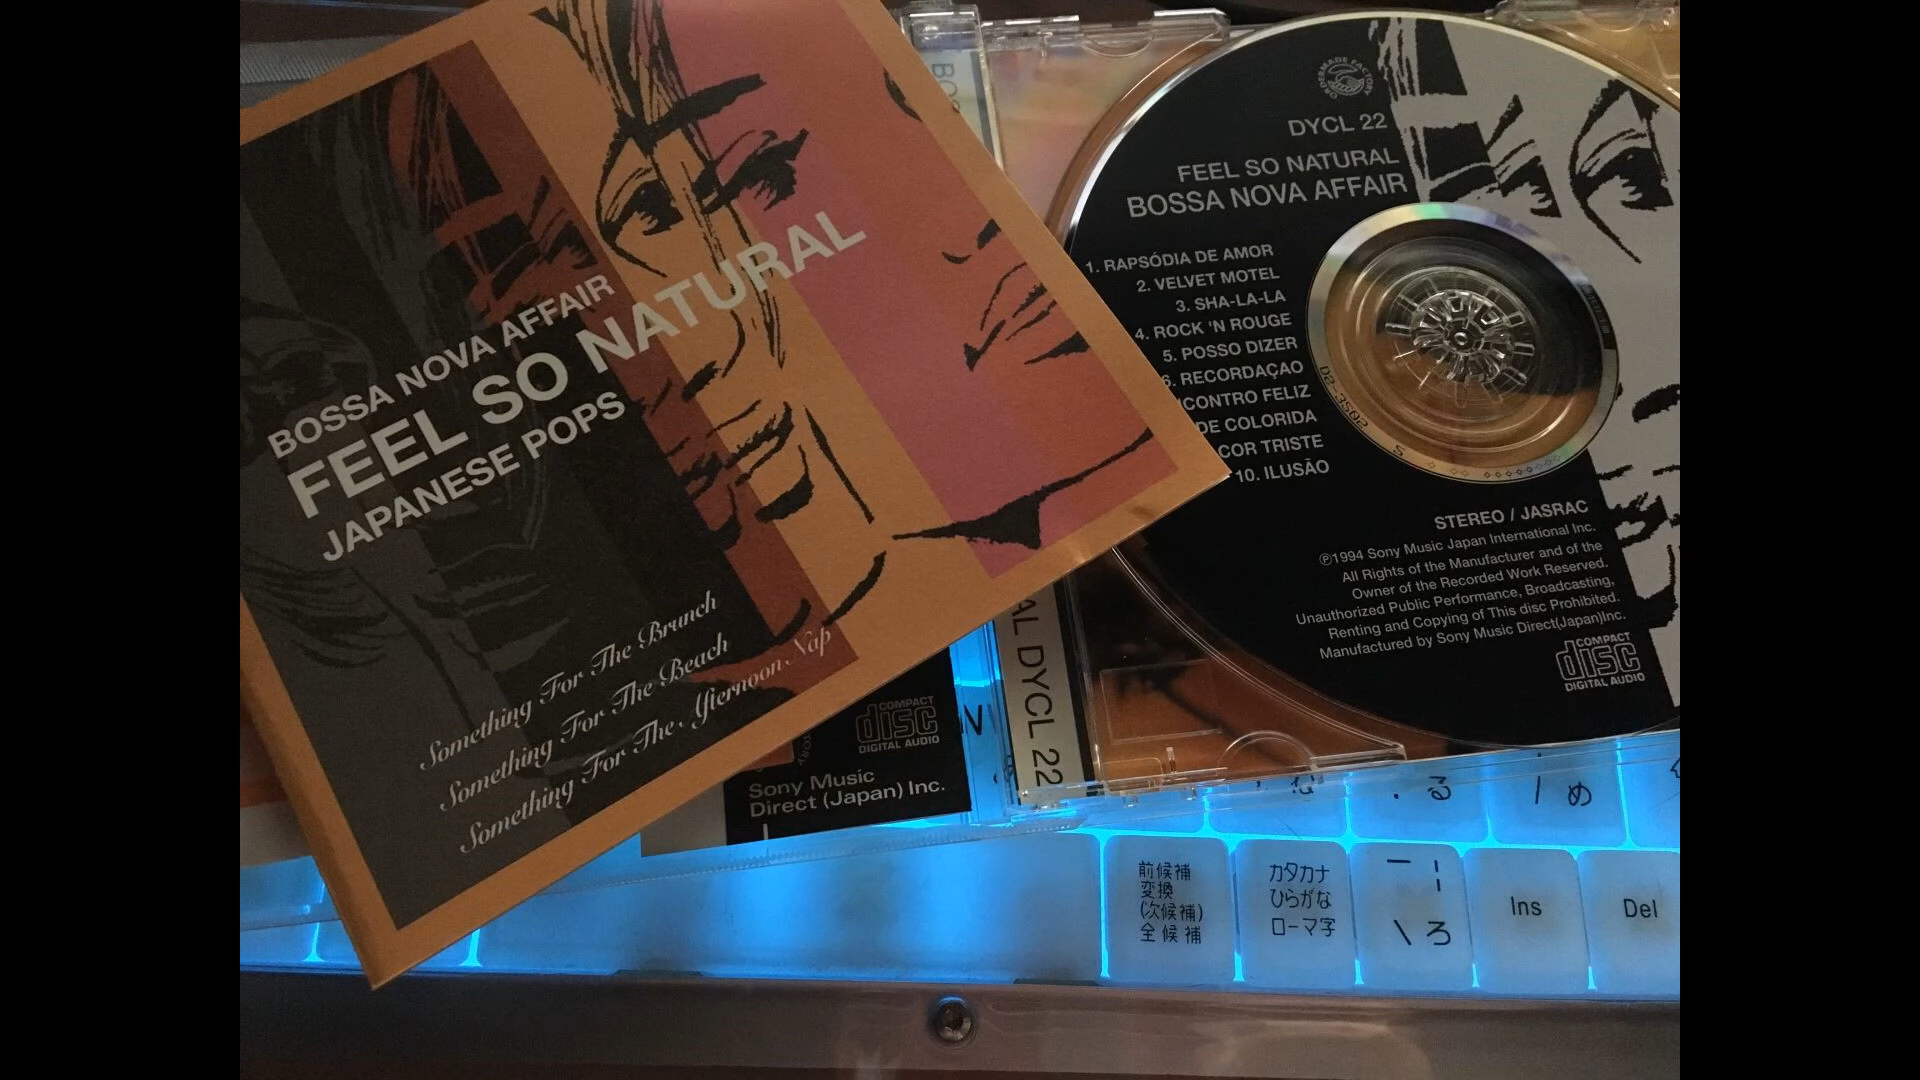 BOSSA NOVA AFFAIR
FEEL SO NATURAL
JAPANESE POPS
Something For The Brunch
Something For The Beach
Something For The Afternoon Nap
COMPACT
disc
DIGITAL AUDIO
Sony Music
Direct (Japan) Inc.
AL DYCL 22
ORDERMADE FACTORY
DYCL 22
FEEL SO NATURAL
BOSSA NOVA AFFAIR
1. RAPSÓDIA DE AMOR
2. VELVET MOTEL
3. SHA-LA-LA
4. ROCK 'N ROUGE
5. POSSO DIZER
6. RECORDAÇAO
CONTRO FELIZ
DE COLORIDA
COR TRISTE
10. ILUSÃO
STEREO / JASRAC
Ⓟ1994 Sony Music Japan International Inc.
All Rights of the Manufacturer and of the
Owner of the Recorded Work Reserved.
Unauthorized Public Performance, Broadcasting,
Renting and Copying of This disc Prohibited.
Manufactured by Sony Music Direct(Japan)Inc.
COMPACT
disc
DIGITAL AUDIO
. る
め
前候補
変換
(次候補)
全候補
カタカナ
ひらがな
ローマ字
\ ろ
Ins
Del